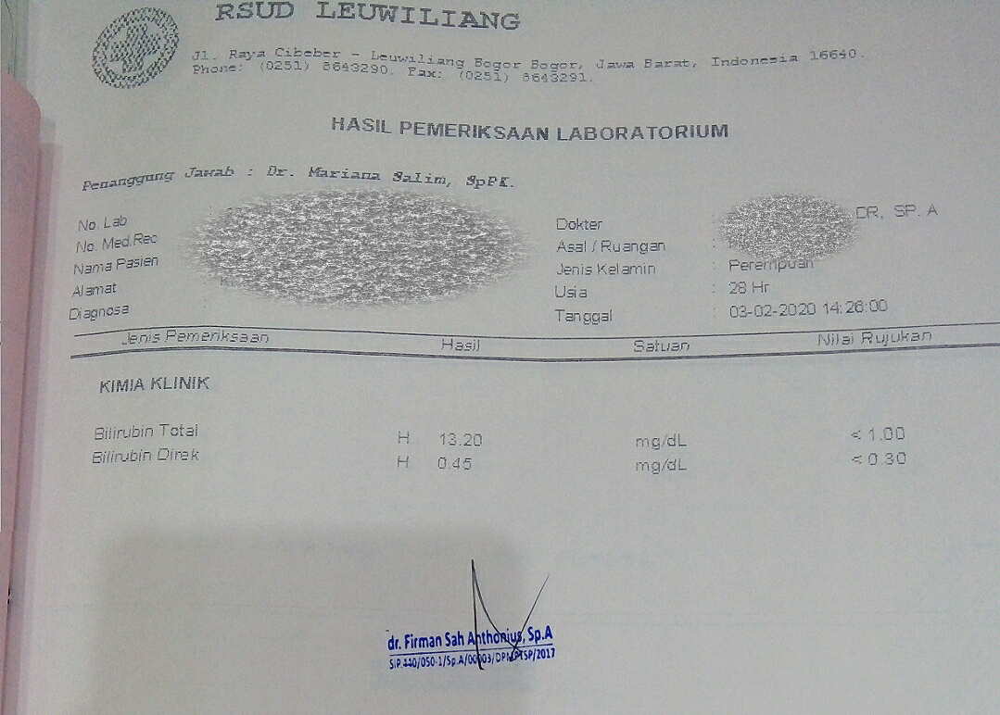 RSUD LEUWILIANG
Jl. Raya Cibeber - Leuwiliang Bogor Bogor, Jawa Barat, Indonesia 16640.
Phone: (0251) 8643290. Fax: (0251) 8643291.
HASIL PEMERIKSAAN LABORATORIUM
Penanggung Jawab : Dr. Mariana Salim, SpPK.
No. Lab
No. Med.Rec
Nama Pasien
Alamat
Diagnosa :
Dokter : DR, SP. A
Asal / Ruangan :
Jenis Kelamin : Perempuan
Usia : 28 Hr
Tanggal : 03-02-2020 14:26:00
Jenis Pemeriksaan Hasil Satuan Nilai Rujukan
KIMIA KLINIK
Bilirubin Total H 13.20 mg/dL < 1.00
Bilirubin Direk H 0.45 mg/dL < 0.30
dr. Firman Sah Anthonius, Sp.A
SIP.440/050-1/Sp.A/00003/DPMPTSP/2017